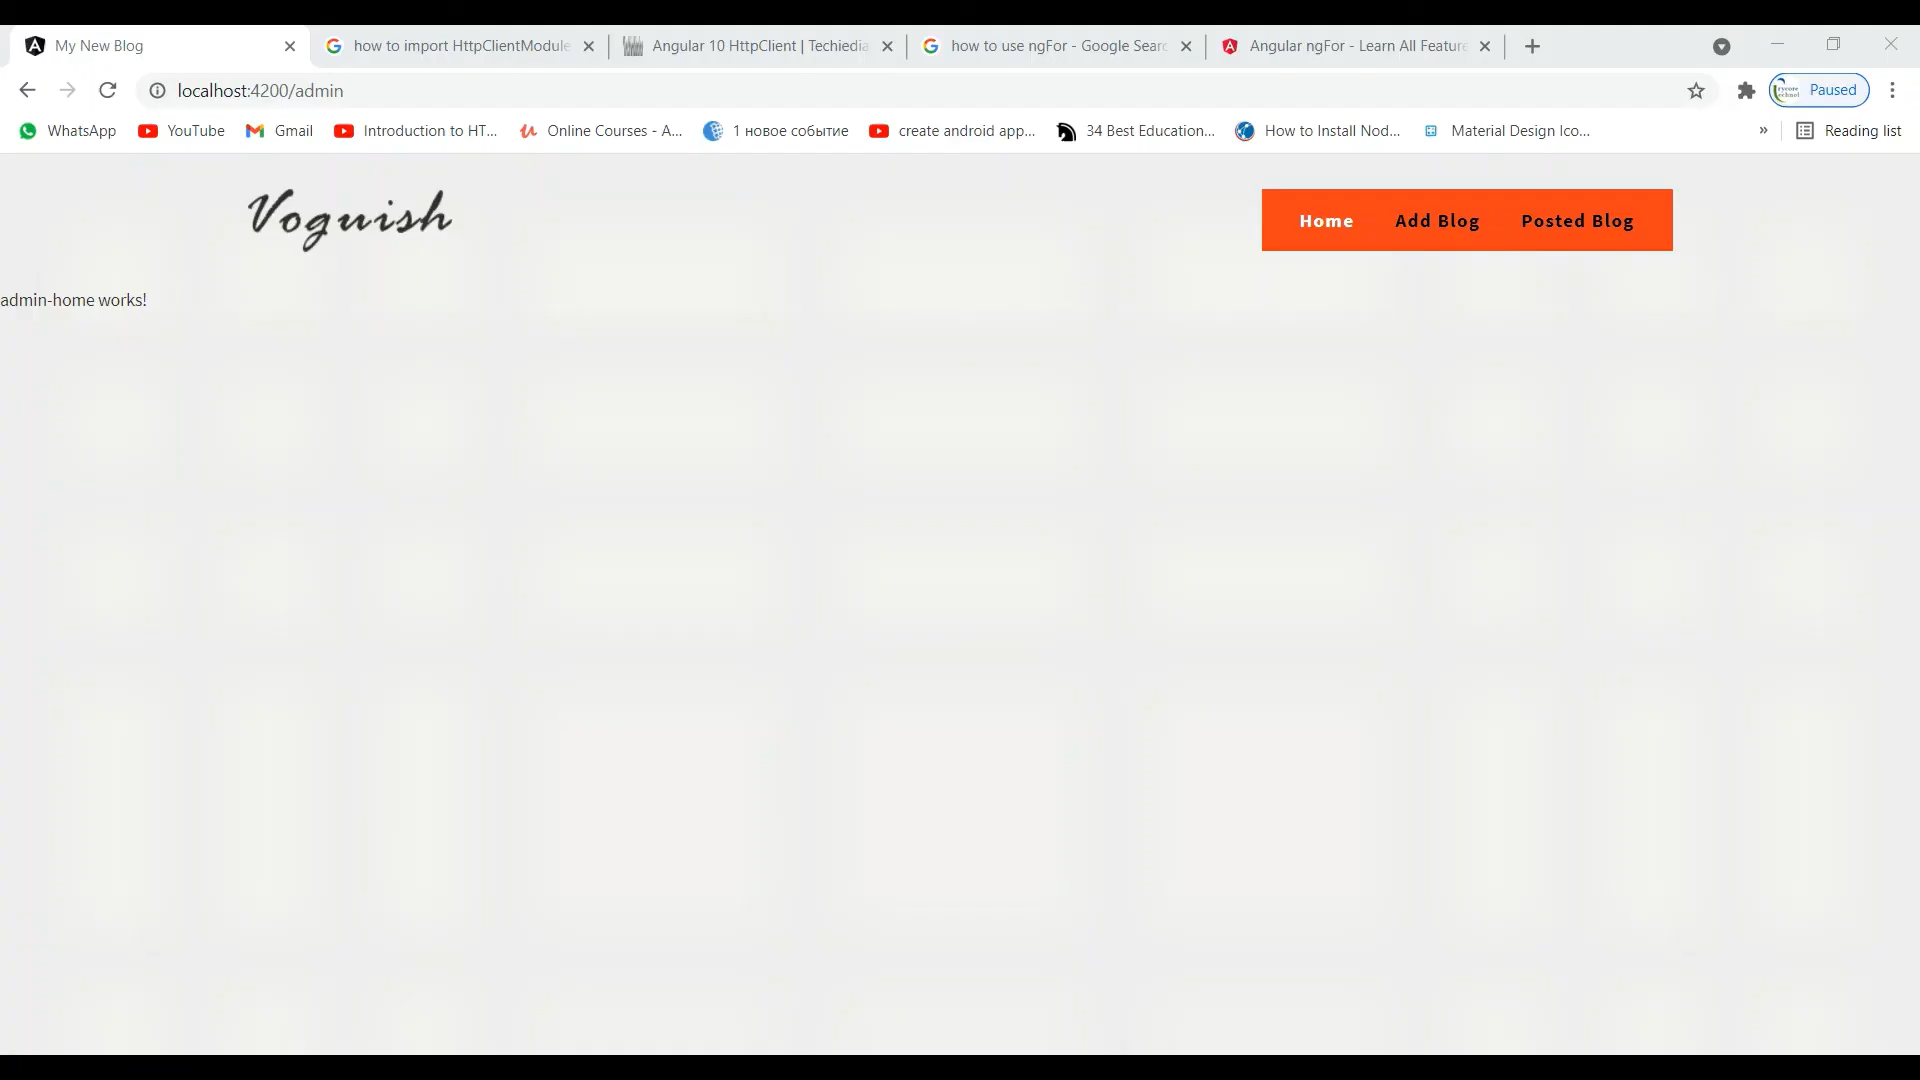 My New Blog
how to import HttpClientModule
Angular 10 HttpClient | Techiedia
how to use ngFor - Google Searc
Angular ngFor - Learn All Feature
localhost:4200/admin
Paused
WhatsApp
YouTube
Gmail
Introduction to HT...
Online Courses - A...
1 новое событие
create android app...
34 Best Education...
How to Install Nod...
Material Design Ico...
»
Reading list
Voguish
Home
Add Blog
Posted Blog
admin-home works!